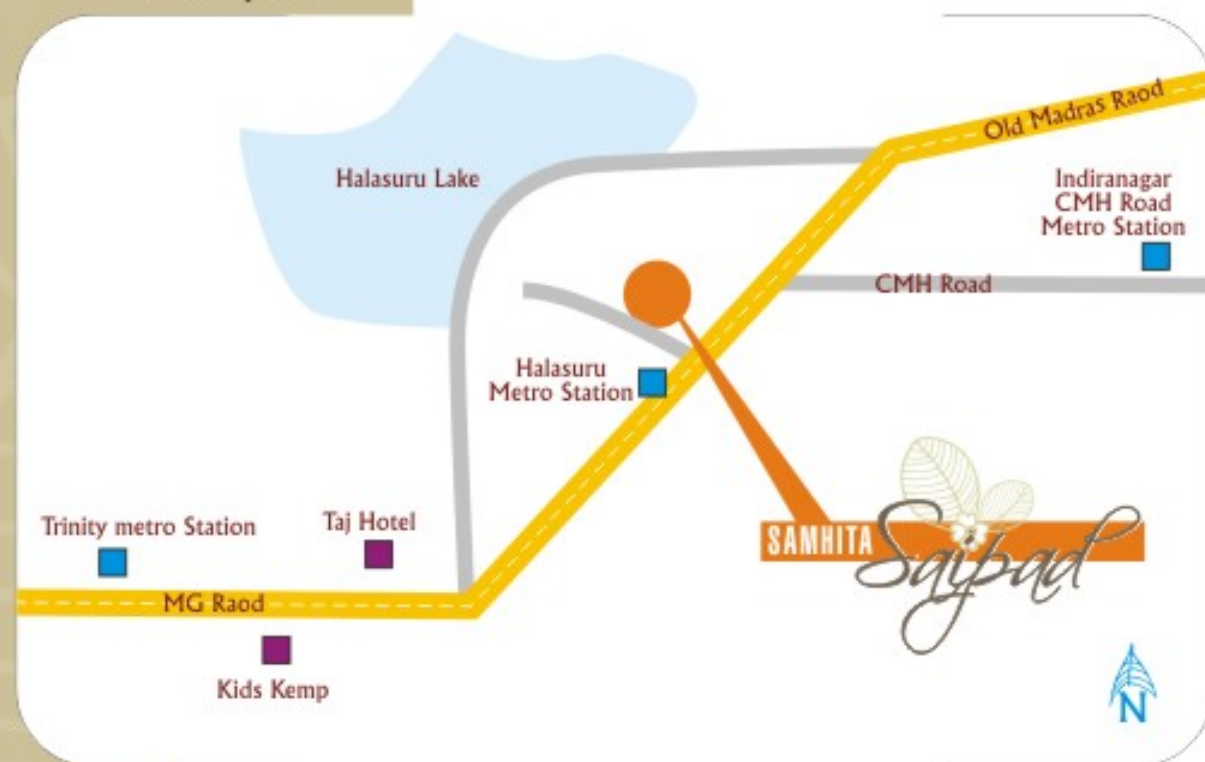 Old Madras Raod
Halasuru Lake
Indiranagar
CMH Road
Metro Station
CMH Road
Halasuru
Metro Station
SAMHITA Saipad
Trinity metro Station
Taj Hotel
MG Raod
Kids Kemp
N